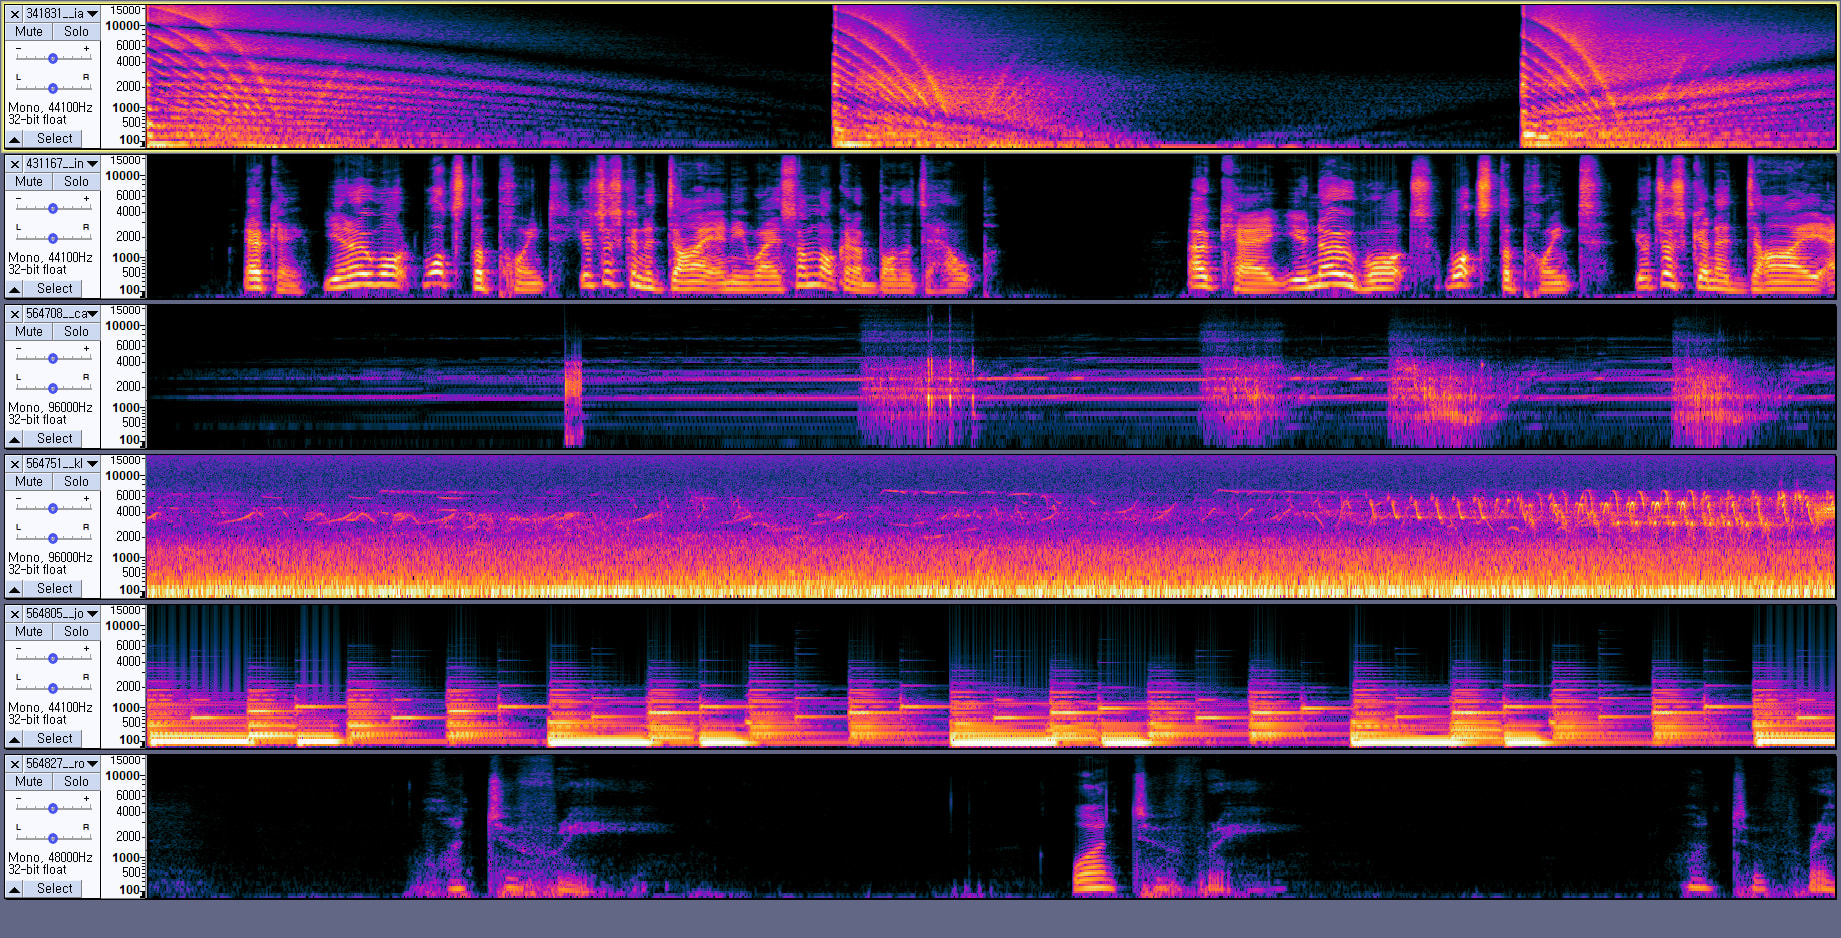 341831__ia
Mute Solo
- +
L R
Mono, 44100Hz
32-bit float
Select
15000
10000
6000
4000
2000
1000
500
100
431167__in
Mute Solo
- +
L R
Mono, 44100Hz
32-bit float
Select
15000
10000
6000
4000
2000
1000
500
100
564708__ca
Mute Solo
- +
L R
Mono, 96000Hz
32-bit float
Select
15000
10000
6000
4000
2000
1000
500
100
564751__kl
Mute Solo
- +
L R
Mono, 96000Hz
32-bit float
Select
15000
10000
6000
4000
2000
1000
500
100
564805__jo
Mute Solo
- +
L R
Mono, 44100Hz
32-bit float
Select
15000
10000
6000
4000
2000
1000
500
100
564827__ro
Mute Solo
- +
L R
Mono, 48000Hz
32-bit float
Select
15000
10000
6000
4000
2000
1000
500
100